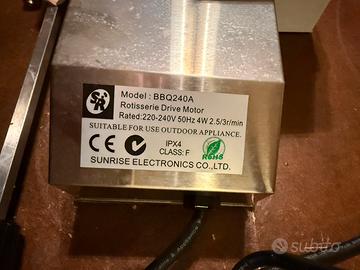 SR
Model : BBQ240A
Rotisserie Drive Motor
Rated:220-240V 50Hz 4W 2.5/3r/min
SUITABLE FOR USE OUTDOOR APPLIANCE.
CE
IPX4
CLASS: F
RoHS
SUNRISE ELECTRONICS CO.,LTD.
subito